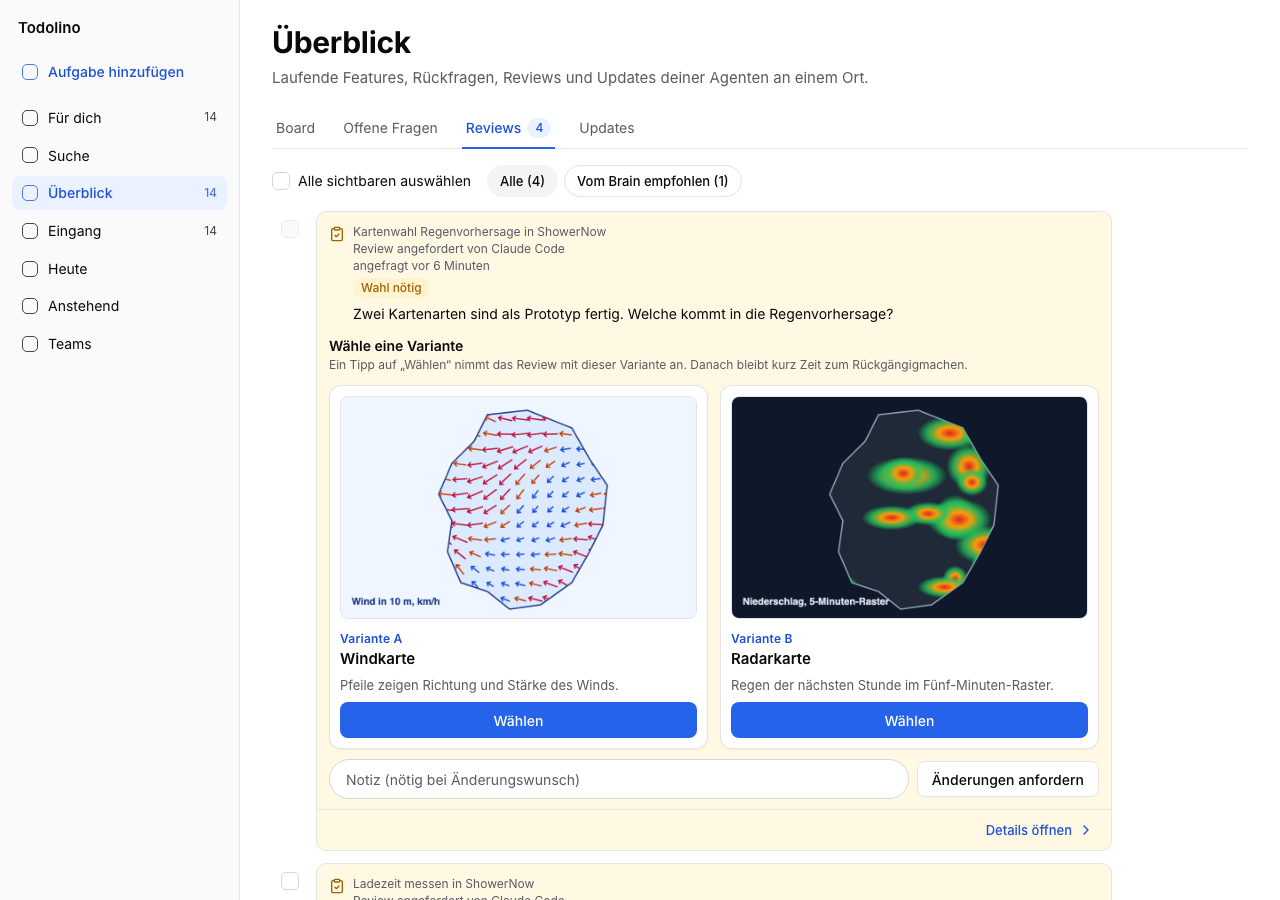 Todolino
Aufgabe hinzufügen
Für dich 14
Suche
Überblick 14
Eingang 14
Heute
Anstehend
Teams
Überblick
Laufende Features, Rückfragen, Reviews und Updates deiner Agenten an einem Ort.
Board Offene Fragen Reviews 4 Updates
Alle sichtbaren auswählen Alle (4) Vom Brain empfohlen (1)
Kartenwahl Regenvorhersage in ShowerNow
Review angefordert von Claude Code
angefragt vor 6 Minuten
Wahl nötig
Zwei Kartenarten sind als Prototyp fertig. Welche kommt in die Regenvorhersage?
Wähle eine Variante
Ein Tipp auf „Wählen“ nimmt das Review mit dieser Variante an. Danach bleibt kurz Zeit zum Rückgängigmachen.
Wind in 10 m, km/h
Variante A
Windkarte
Pfeile zeigen Richtung und Stärke des Winds.
Wählen
Niederschlag, 5-Minuten-Raster
Variante B
Radarkarte
Regen der nächsten Stunde im Fünf-Minuten-Raster.
Wählen
Notiz (nötig bei Änderungswunsch) Änderungen anfordern
Details öffnen
Ladezeit messen in ShowerNow
Review angefordert von Claude Code